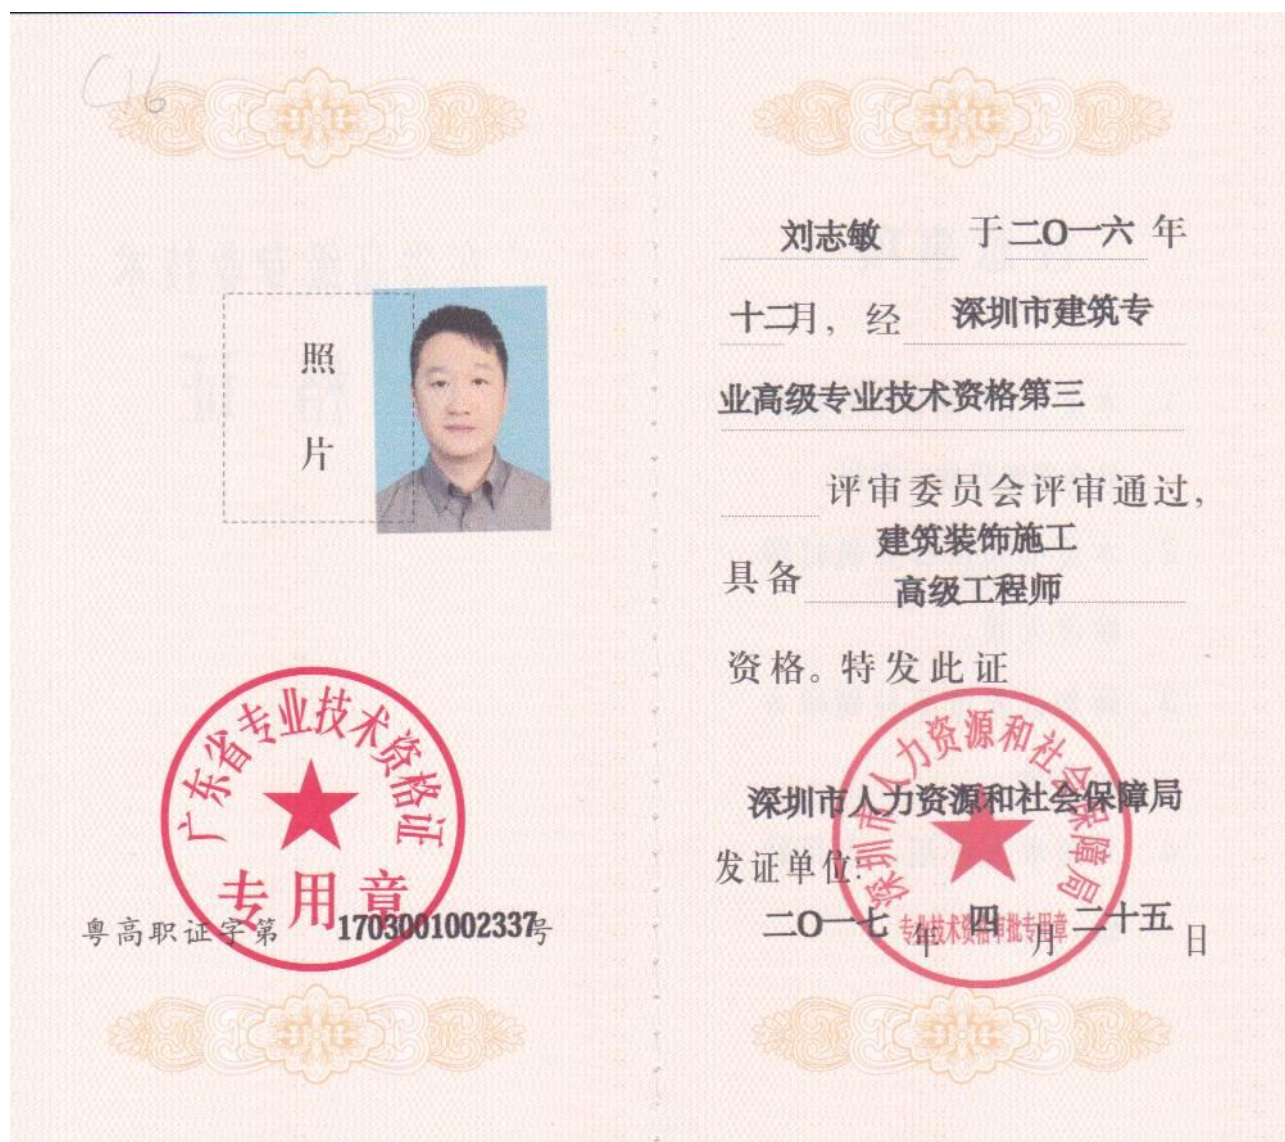 C16
照
片
广东省专业技术资格证
专用章
粤高职证字第 1703001002337号
刘志敏 于二O一六 年
十二月，经 深圳市建筑专
业高级专业技术资格第三
评审委员会评审通过，
建筑装饰施工
具备
高级工程师
资格。特发此证
深圳市人力资源和社会保障局
深圳市人力资源和社会保障局
发证单位：
专业技术资格审批专用章
二O一七 年 四 月 二十五 日